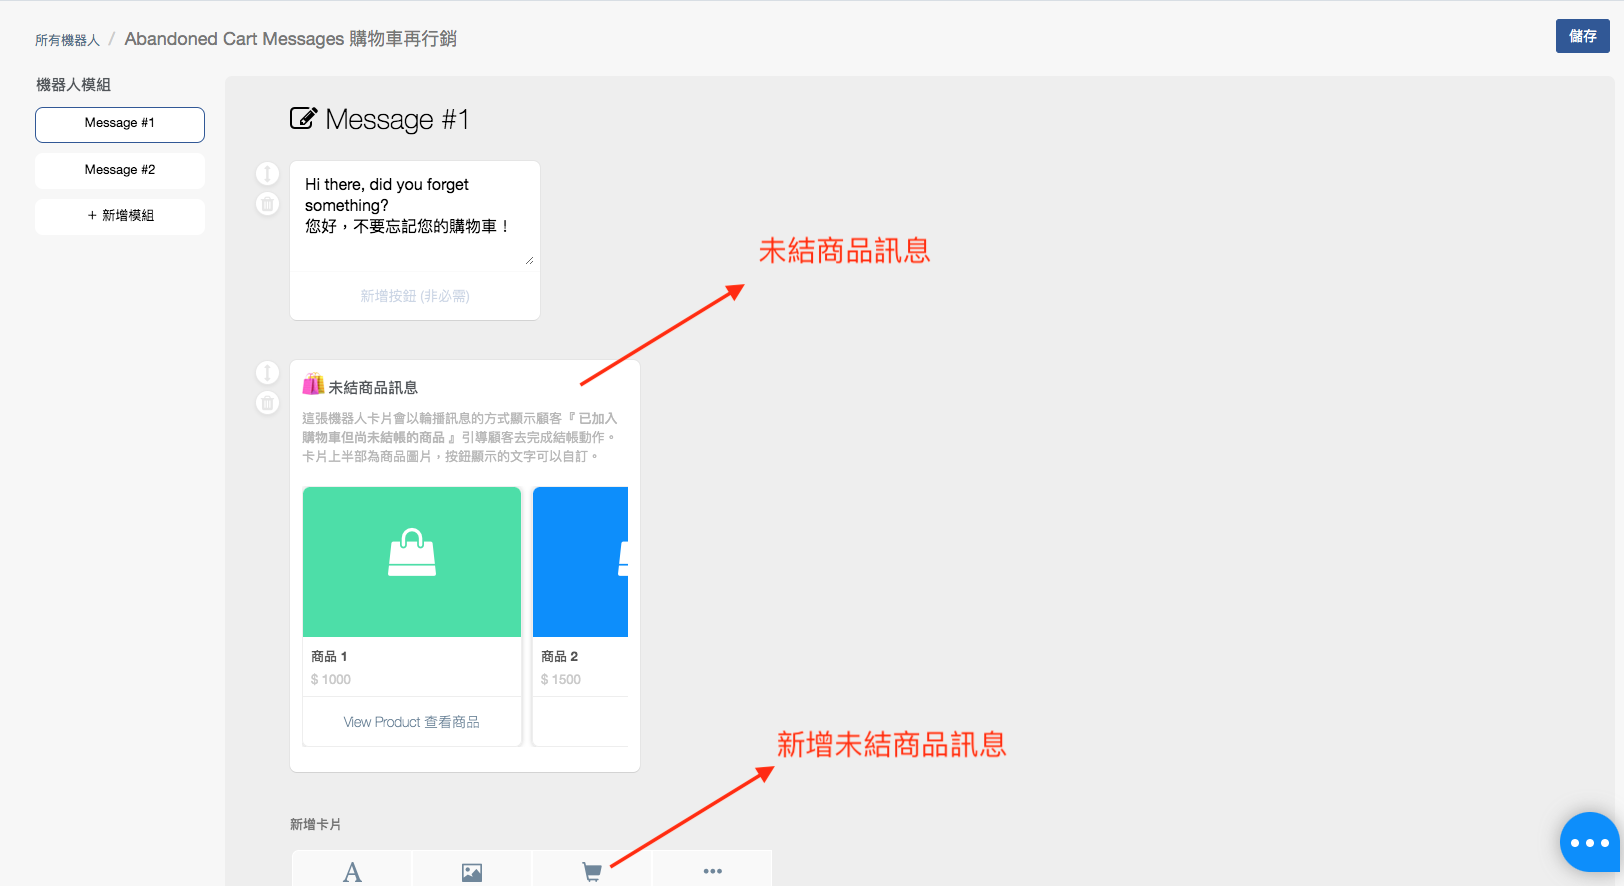 所有機器人 / Abandoned Cart Messages 購物車再行銷
儲存
機器人模組
Message #1
Message #2
+ 新增模組
Message #1
Hi there, did you forget
something?
您好，不要忘記您的購物車！
新增按鈕 (非必需)
未結商品訊息
未結商品訊息
這張機器人卡片會以輪播訊息的方式顯示顧客『 已加入
購物車但尚未結帳的商品 』引導顧客去完成結帳動作。
卡片上半部為商品圖片，按鈕顯示的文字可以自訂。
商品 1
$ 1000
View Product 查看商品
商品 2
$ 1500
新增未結商品訊息
新增卡片
A